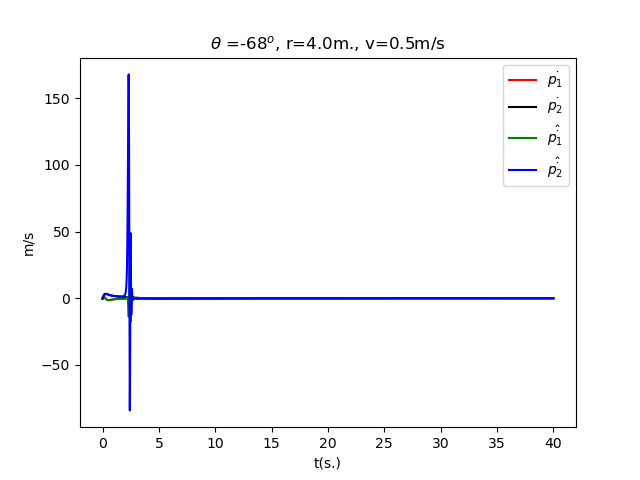 θ =-68°, r=4.0m., v=0.5m/s
ṗ₁
ṗ₂
p̂̇₁
p̂̇₂
150
100
50
0
−50
m/s
0 5 10 15 20 25 30 35 40
t(s.)